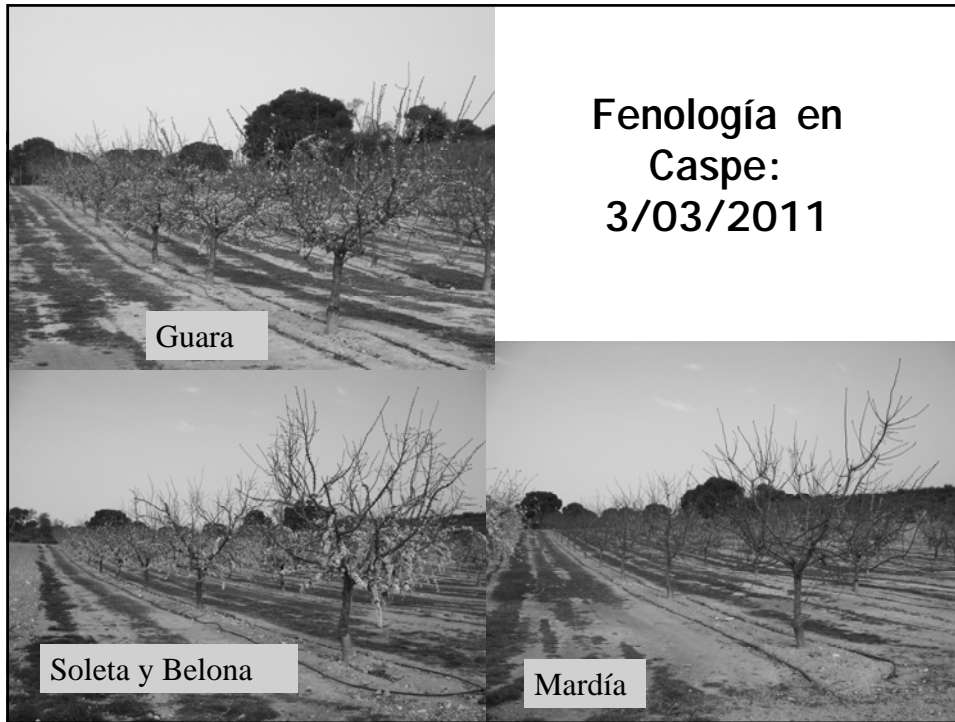 Fenología en
Caspe:
3/03/2011
Guara
Soleta y Belona
Mardía